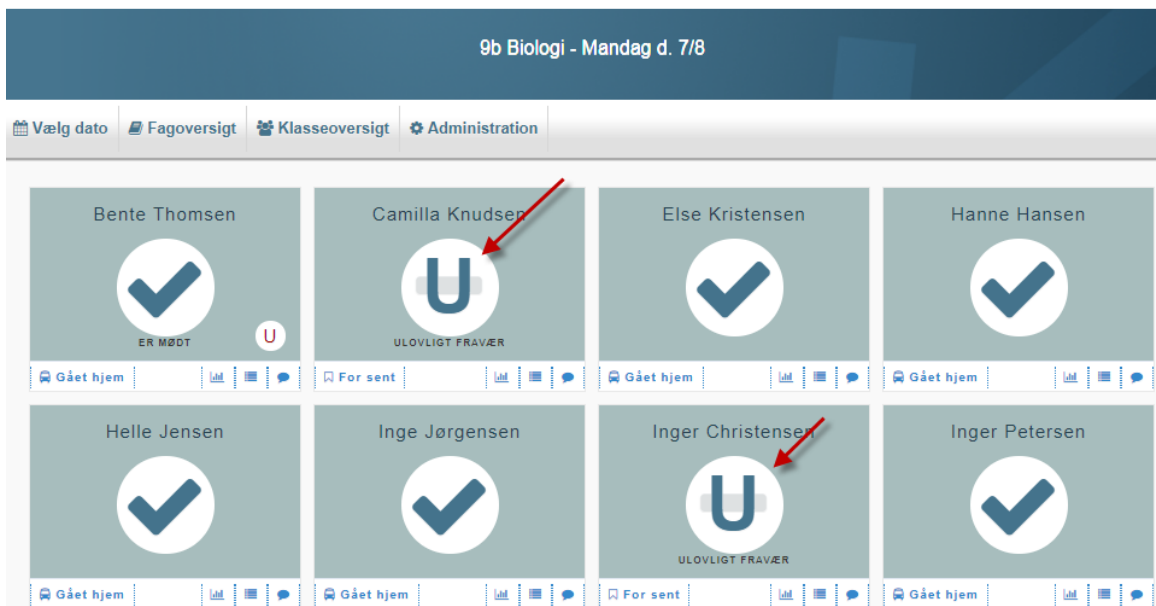 9b Biologi - Mandag d. 7/8
Vælg dato Fagoversigt Klasseoversigt Administration
Bente Thomsen Camilla Knudsen Else Kristensen Hanne Hansen
U
ER MØDT U ULOVLIGT FRAVÆR
Gået hjem For sent Gået hjem Gået hjem
Helle Jensen Inge Jørgensen Inger Christensen Inger Petersen
U
ULOVLIGT FRAVÆR
Gået hjem Gået hjem For sent Gået hjem